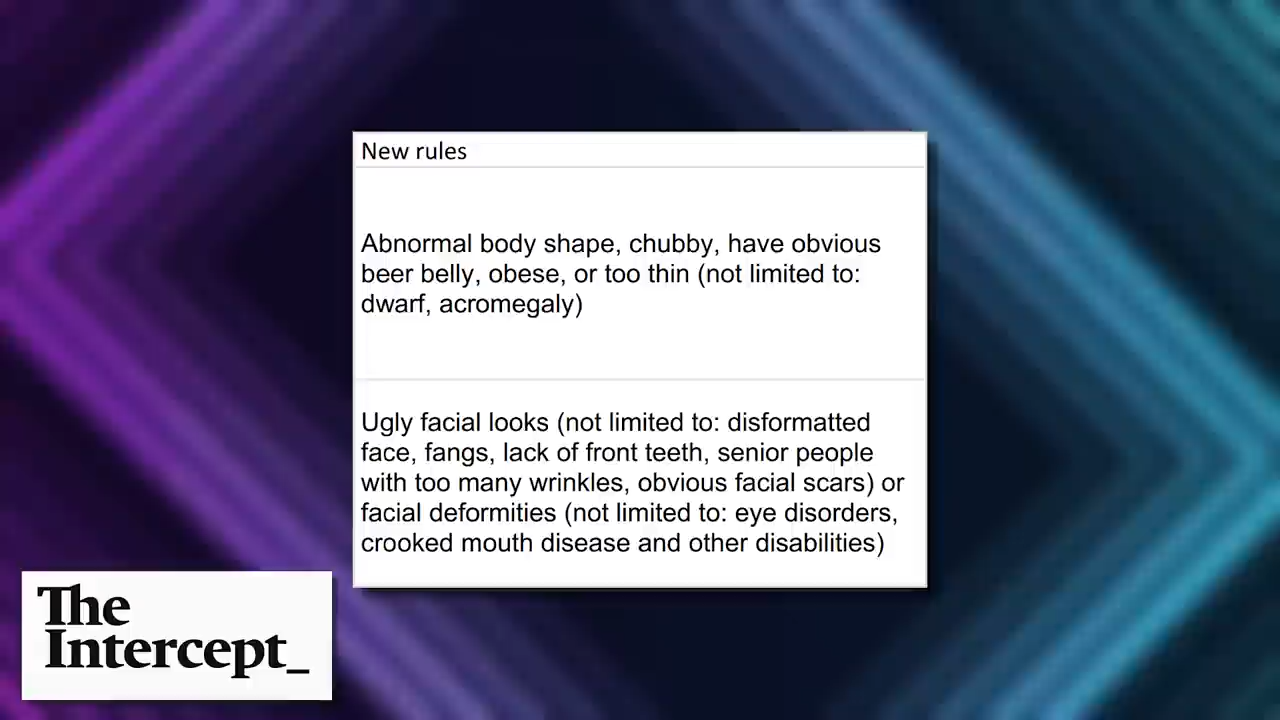 New rules
Abnormal body shape, chubby, have obvious
beer belly, obese, or too thin (not limited to:
dwarf, acromegaly)
Ugly facial looks (not limited to: disformatted
face, fangs, lack of front teeth, senior people
with too many wrinkles, obvious facial scars) or
facial deformities (not limited to: eye disorders,
crooked mouth disease and other disabilities)
The
Intercept_